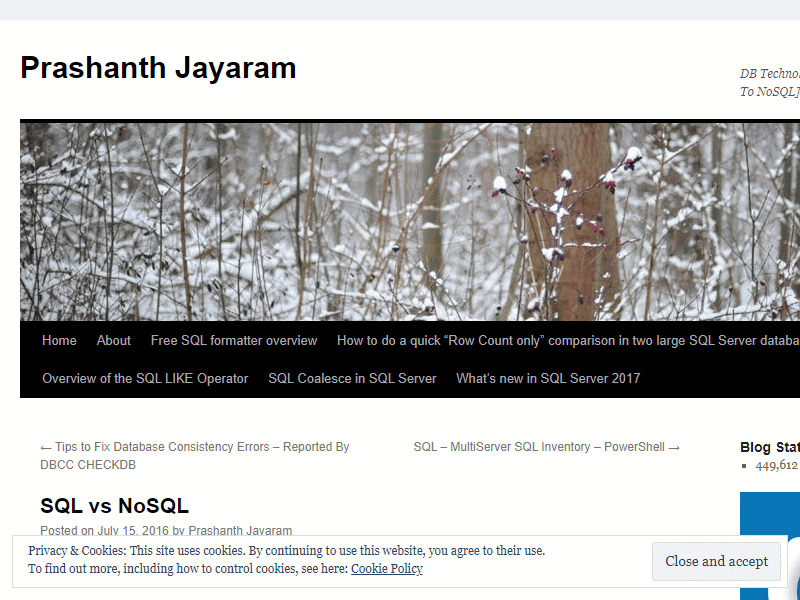 Prashanth Jayaram
DB Technol
To NoSQL]
Home About Free SQL formatter overview How to do a quick “Row Count only” comparison in two large SQL Server databa
Overview of the SQL LIKE Operator SQL Coalesce in SQL Server What’s new in SQL Server 2017
← Tips to Fix Database Consistency Errors – Reported By
DBCC CHECKDB
SQL – MultiServer SQL Inventory – PowerShell →
Blog Stat
449,612
SQL vs NoSQL
Posted on July 15, 2016 by Prashanth Jayaram
Privacy & Cookies: This site uses cookies. By continuing to use this website, you agree to their use.
To find out more, including how to control cookies, see here: Cookie Policy
Close and accept